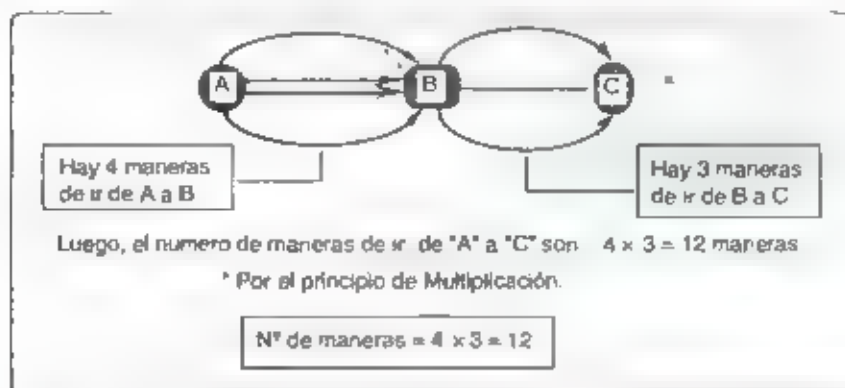 A B C
Hay 4 maneras
de ir de A a B
Hay 3 maneras
de ir de B a C
Luego, el numero de maneras de ir de "A" a "C" son 4 x 3 = 12 maneras
* Por el principio de Multiplicación.
N° de maneras = 4 x 3 = 12